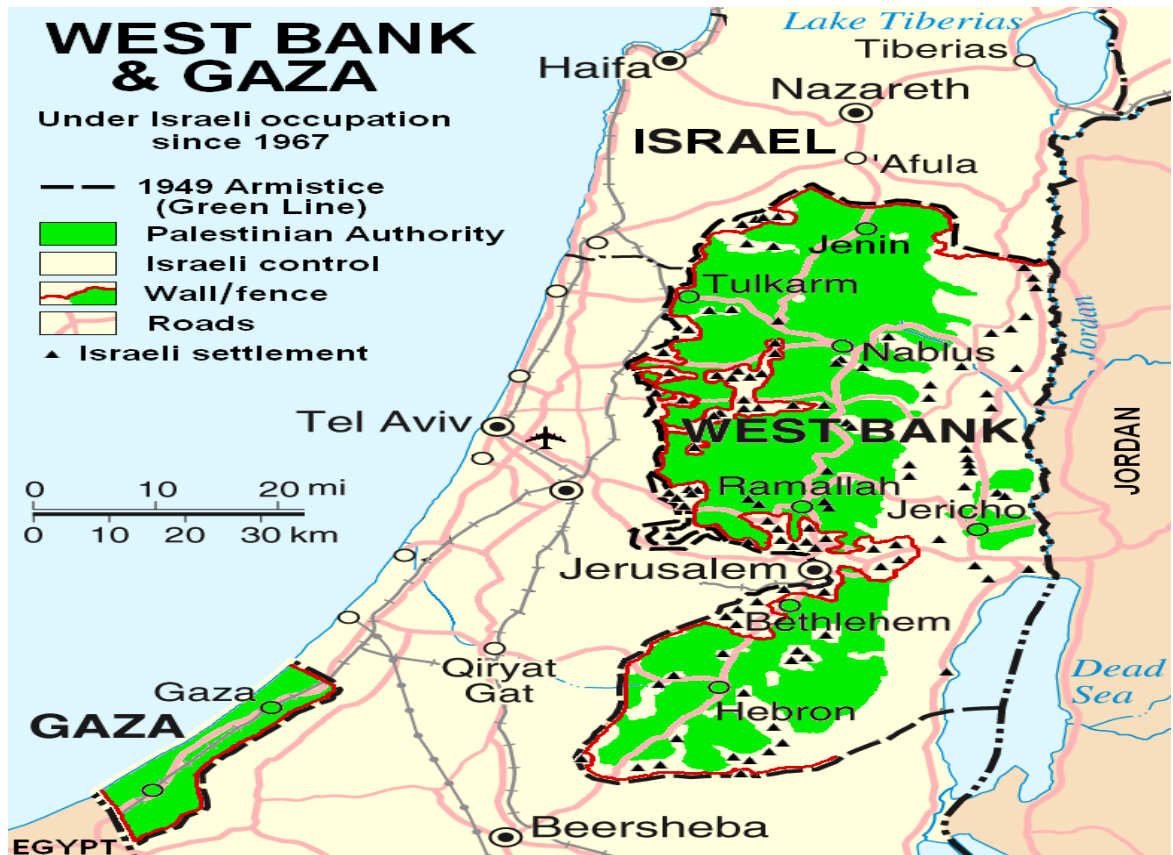 WEST BANK
& GAZA
Under Israeli occupation
since 1967
1949 Armistice
(Green Line)
Palestinian Authority
Israeli control
Wall/fence
Roads
Israeli settlement
Lake Tiberias
Tiberias
Haifa
Nazareth
ISRAEL
'Afula
Jenin
Tulkarm
Jordan
Nablus
Tel Aviv
WEST BANK
JORDAN
0 10 20 mi
0 10 20 30 km
Ramallah
Jericho
Jerusalem
Bethlehem
Qiryat
Gat
Dead
Sea
Gaza
GAZA
Hebron
Beersheba
EGYPT